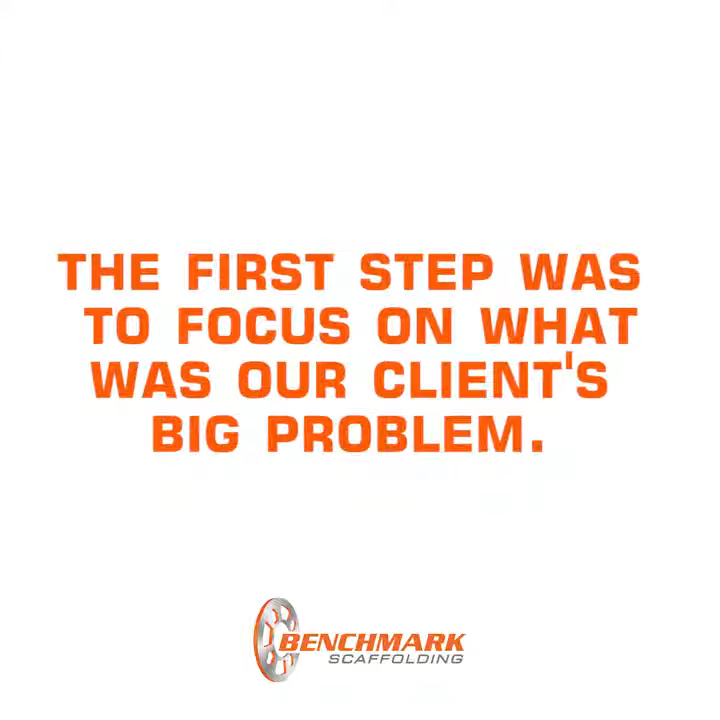 THE FIRST STEP WAS
TO FOCUS ON WHAT
WAS OUR CLIENT'S
BIG PROBLEM.
BENCHMARK
SCAFFOLDING